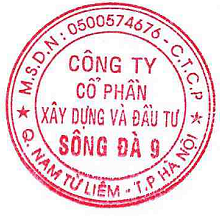 M.S.D.N: 0500574676 - C.T.C.P
CÔNG TY
CỔ PHẦN
XÂY DỰNG VÀ ĐẦU TƯ
SÔNG ĐÀ 9
Q. NAM TỪ LIÊM - T.P HÀ NỘI